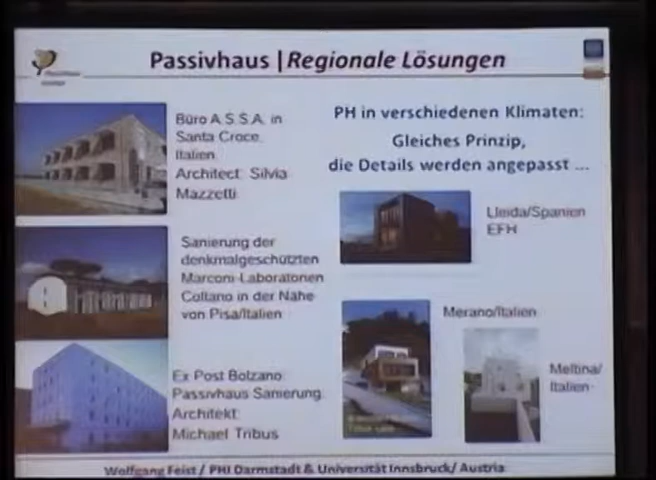 Passivhaus | Regionale Lösungen
Büro A.S.S.A. in
Santa Croce,
Italien
Architect: Silvia
Mazzetti
PH in verschiedenen Klimaten:
Gleiches Prinzip,
die Details werden angepasst ...
Lleida/Spanien
EFH
Sanierung der
denkmalgeschützten
Marconi-Laboratorien
Coltano in der Nähe
von Pisa/Italien
Merano/Italien
Meltina/
Italien
Ex Post Bolzano:
Passivhaus Sanierung
Architekt:
Michael Tribus
Wolfgang Feist / PHI Darmstadt & Universität Innsbruck/ Austria